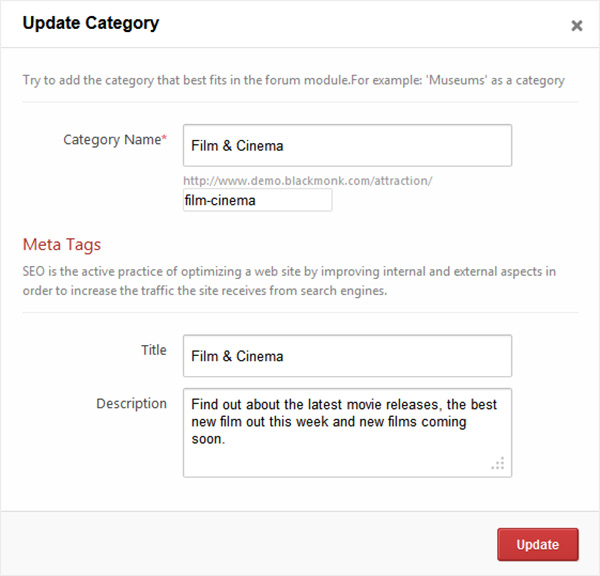 Update Category
Try to add the category that best fits in the forum module.For example: 'Museums' as a category
Category Name*
Film & Cinema
http://www.demo.blackmonk.com/attraction/
film-cinema
Meta Tags
SEO is the active practice of optimizing a web site by improving internal and external aspects in
order to increase the traffic the site receives from search engines.
Title
Film & Cinema
Description
Find out about the latest movie releases, the best
new film out this week and new films coming
soon.
Update